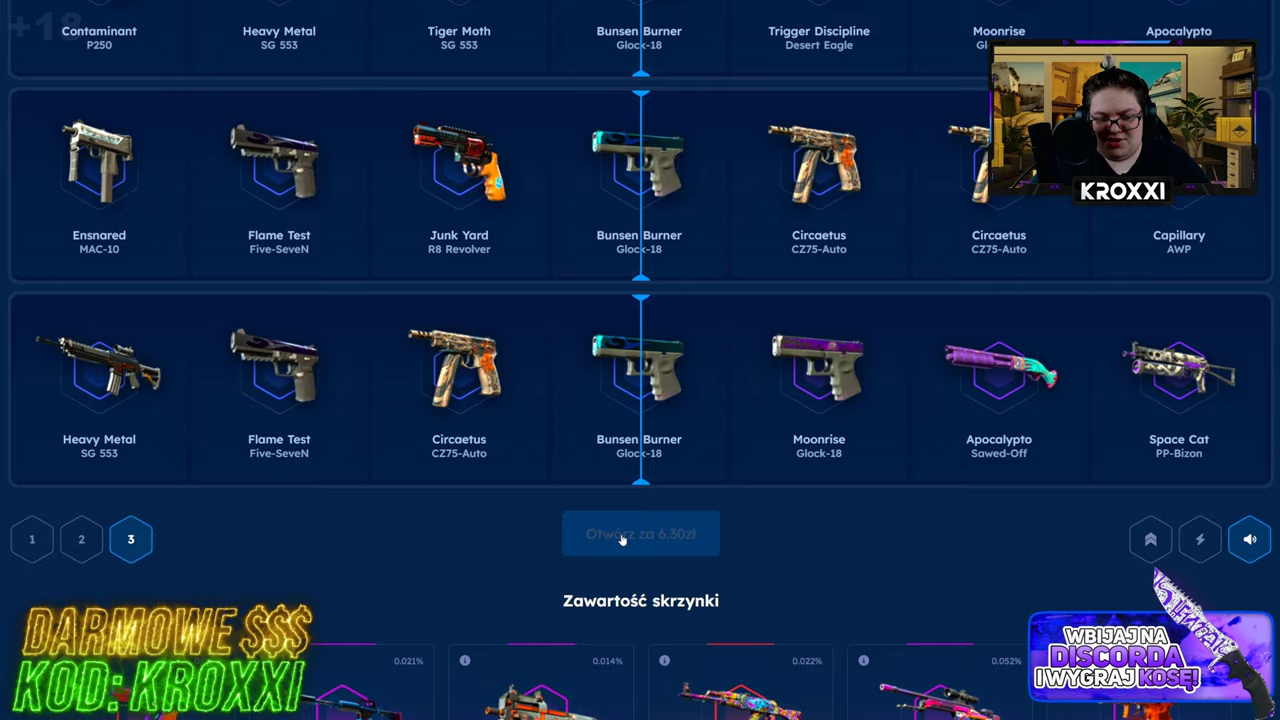 +18
Contaminant
P250
Heavy Metal
SG 553
Tiger Moth
SG 553
Bunsen Burner
Glock-18
Trigger Discipline
Desert Eagle
Moonrise
Gl
Apocalypto
KROXXI
Ensnared
MAC-10
Flame Test
Five-SeveN
Junk Yard
R8 Revolver
Bunsen Burner
Glock-18
Circaetus
CZ75-Auto
Circaetus
CZ75-Auto
Capillary
AWP
Heavy Metal
SG 553
Flame Test
Five-SeveN
Circaetus
CZ75-Auto
Bunsen Burner
Glock-18
Moonrise
Glock-18
Apocalypto
Sawed-Off
Space Cat
PP-Bizon
1
2
3
Otwórz za 6.30zł
Zawartość skrzynki
DARMOWE $$$
KOD: KROXXI
0.021%
0.014%
0.022%
0.052%
WBIJAJ NA
DISCORDA
I WYGRAJ KOSĘ!